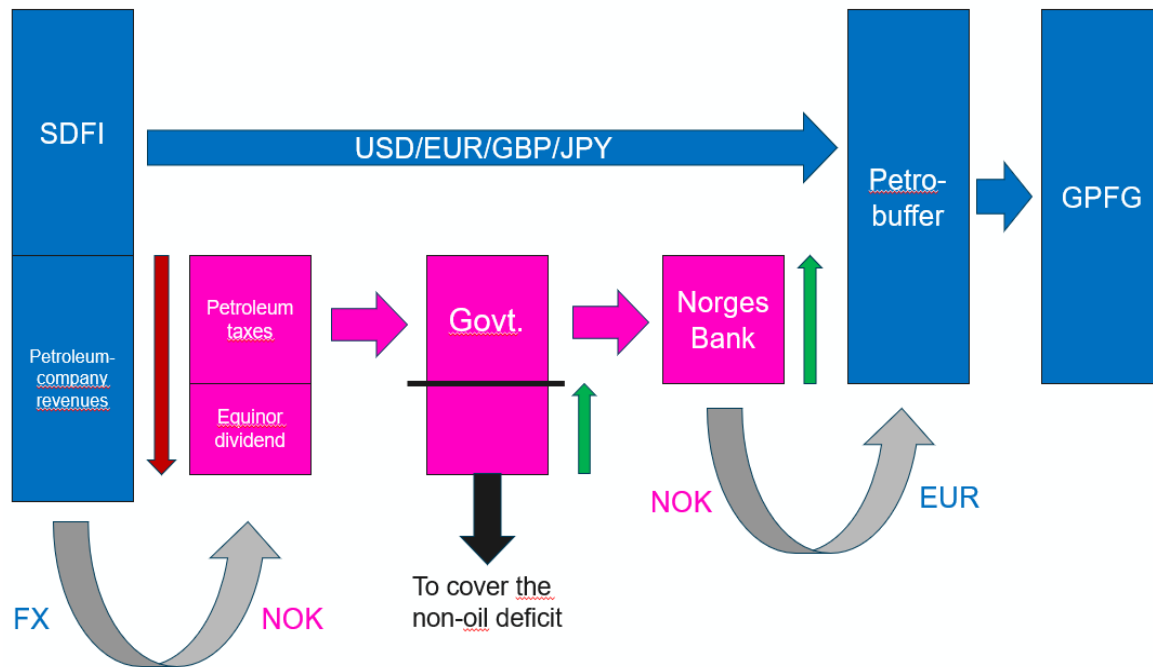 SDFI
USD/EUR/GBP/JPY
Petro-
buffer
GPFG
Petroleum-
company
revenues
Petroleum
taxes
Equinor
dividend
Govt.
Norges
Bank
NOK
EUR
To cover the
non-oil deficit
FX
NOK